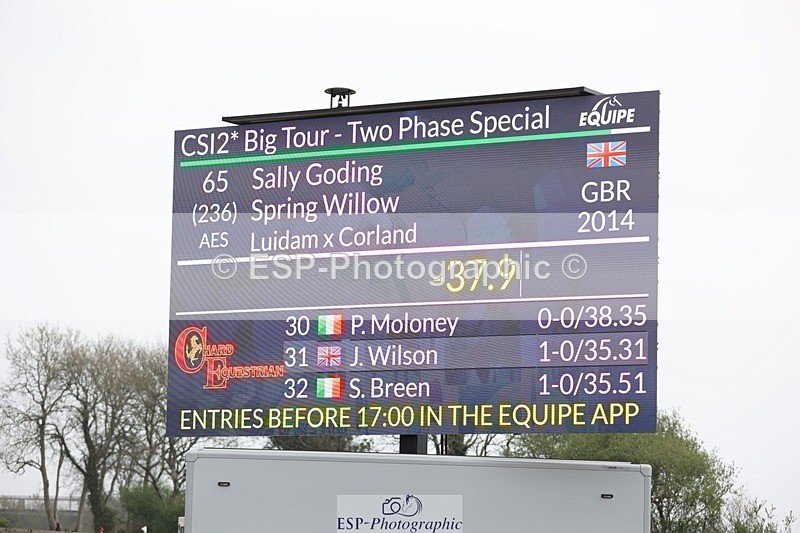 CSI2* Big Tour - Two Phase Special
EQUIPE
65 Sally Goding
(236) Spring Willow GBR
AES Luidam x Corland 2014
-37.9
© ESP-Photographic ©
30 P. Moloney 0-0/38.35
31 J. Wilson 1-0/35.31
32 S. Breen 1-0/35.51
CHARD
EQUESTRIAN
ENTRIES BEFORE 17:00 IN THE EQUIPE APP
ESP-Photographic